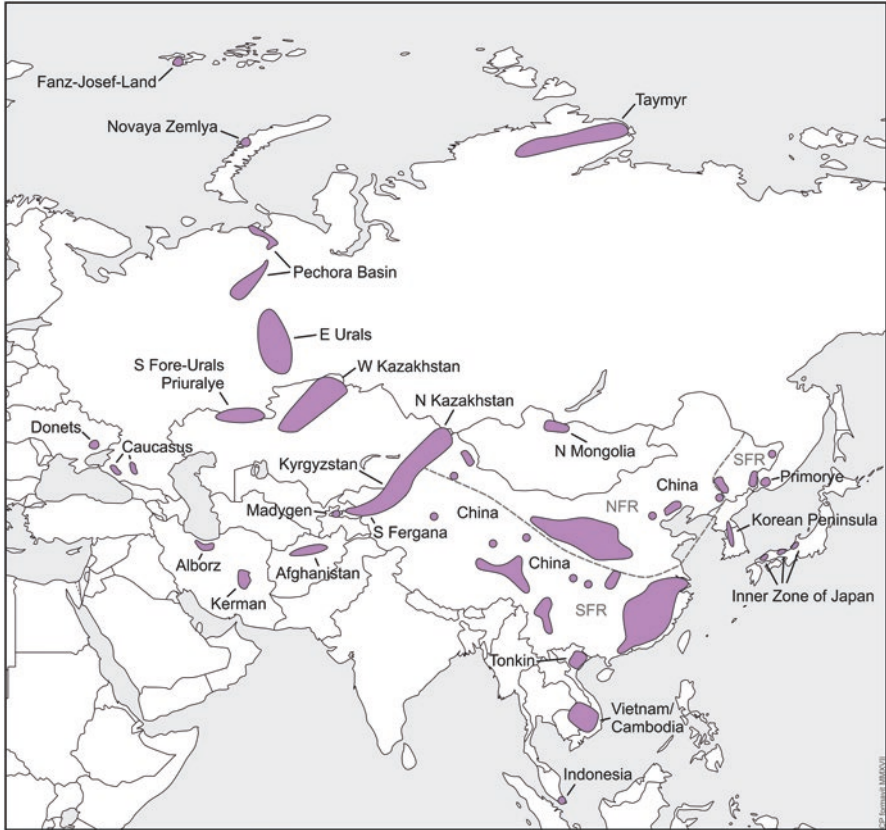 Fanz-Josef-Land
Taymyr
Novaya Zemlya
Pechora Basin
E Urals
S Fore-Urals
Priuralye
W Kazakhstan
N Kazakhstan
Donets
Caucasus
N Mongolia
SFR
Kyrgyzstan
China
Primorye
NFR
Madygen
China
Korean Peninsula
S Fergana
China
Alborz
Afghanistan
Kerman
Inner Zone of Japan
SFR
Tonkin
Vietnam/
Cambodia
Indonesia